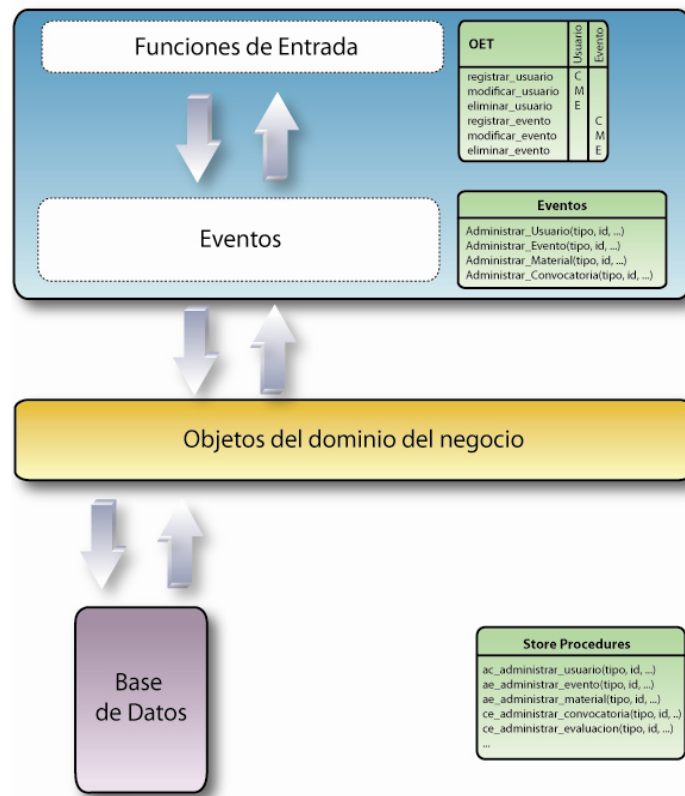 Funciones de Entrada
OET
Usuario
Evento
registrar_usuario C
modificar_usuario M
eliminar_usuario E
registrar_evento C
modificar_evento M
eliminar_evento E
Eventos
Eventos
Administrar_Usuario(tipo, id, ...)
Administrar_Evento(tipo, id, ...)
Administrar_Material(tipo, id, ...)
Administrar_Convocatoria(tipo, id, ...)
Objetos del dominio del negocio
Base
de Datos
Store Procedures
ac_administrar_usuario(tipo, id, ...)
ae_administrar_evento(tipo, id, ...)
ae_administrar_material(tipo, id, ...)
ce_administrar_convocatoria(tipo, id, ..)
ce_administrar_evaluacion(tipo, id, ...)
...